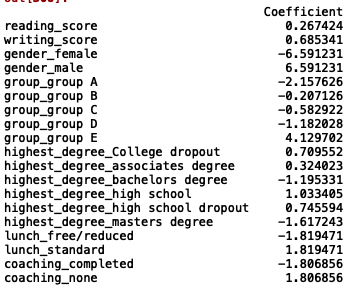 Coefficient
reading_score 0.267424
writing_score 0.685341
gender_female -6.591231
gender_male 6.591231
group_group A -2.157626
group_group B -0.207126
group_group C -0.582922
group_group D -1.182028
group_group E 4.129702
highest_degree_College dropout 0.709552
highest_degree_associates degree 0.324023
highest_degree_bachelors degree -1.195331
highest_degree_high school 1.033405
highest_degree_high school dropout 0.745594
highest_degree_masters degree -1.617243
lunch_free/reduced -1.819471
lunch_standard 1.819471
coaching_completed -1.806856
coaching_none 1.806856